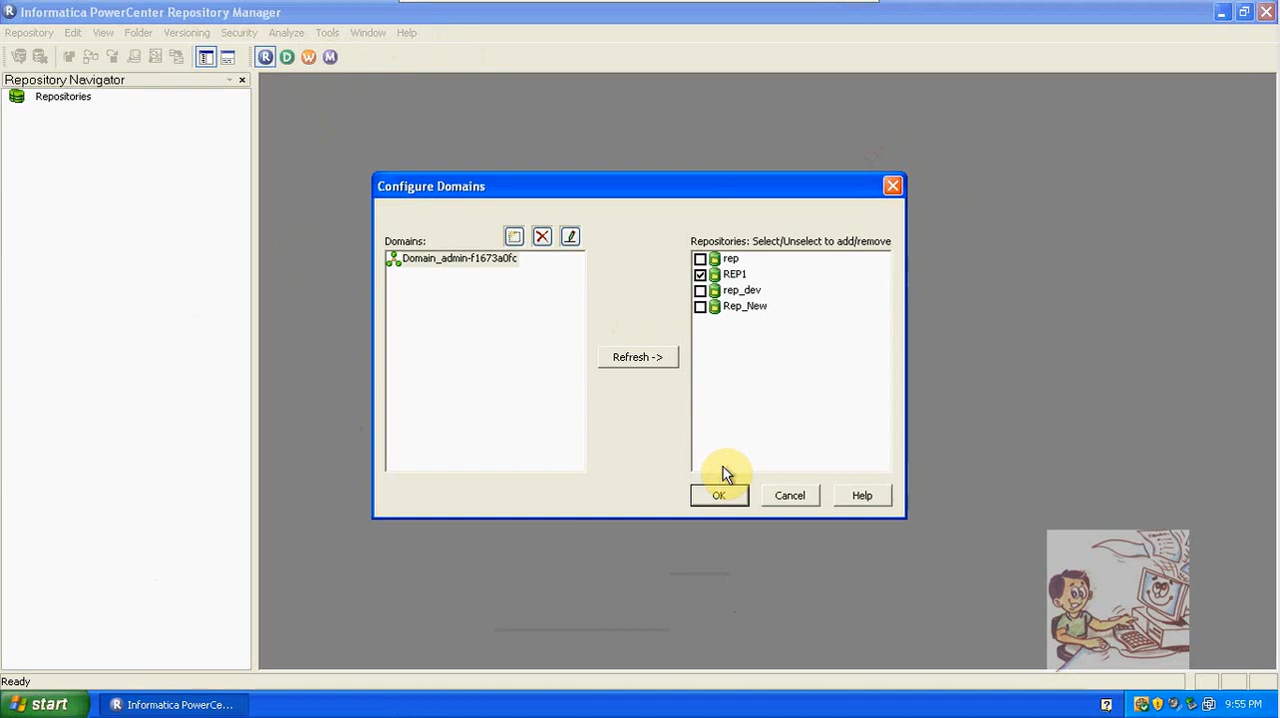 Informatica PowerCenter Repository Manager
Repository Edit View Folder Versioning Security Analyze Tools Window Help
R D W M
Repository Navigator
Repositories
Configure Domains
Domains:
Domain_admin-f1673a0fc
Refresh ->
Repositories: Select/Unselect to add/remove
rep
REP1
rep_dev
Rep_New
OK Cancel Help
Ready
start
Informatica PowerCe...
9:55 PM